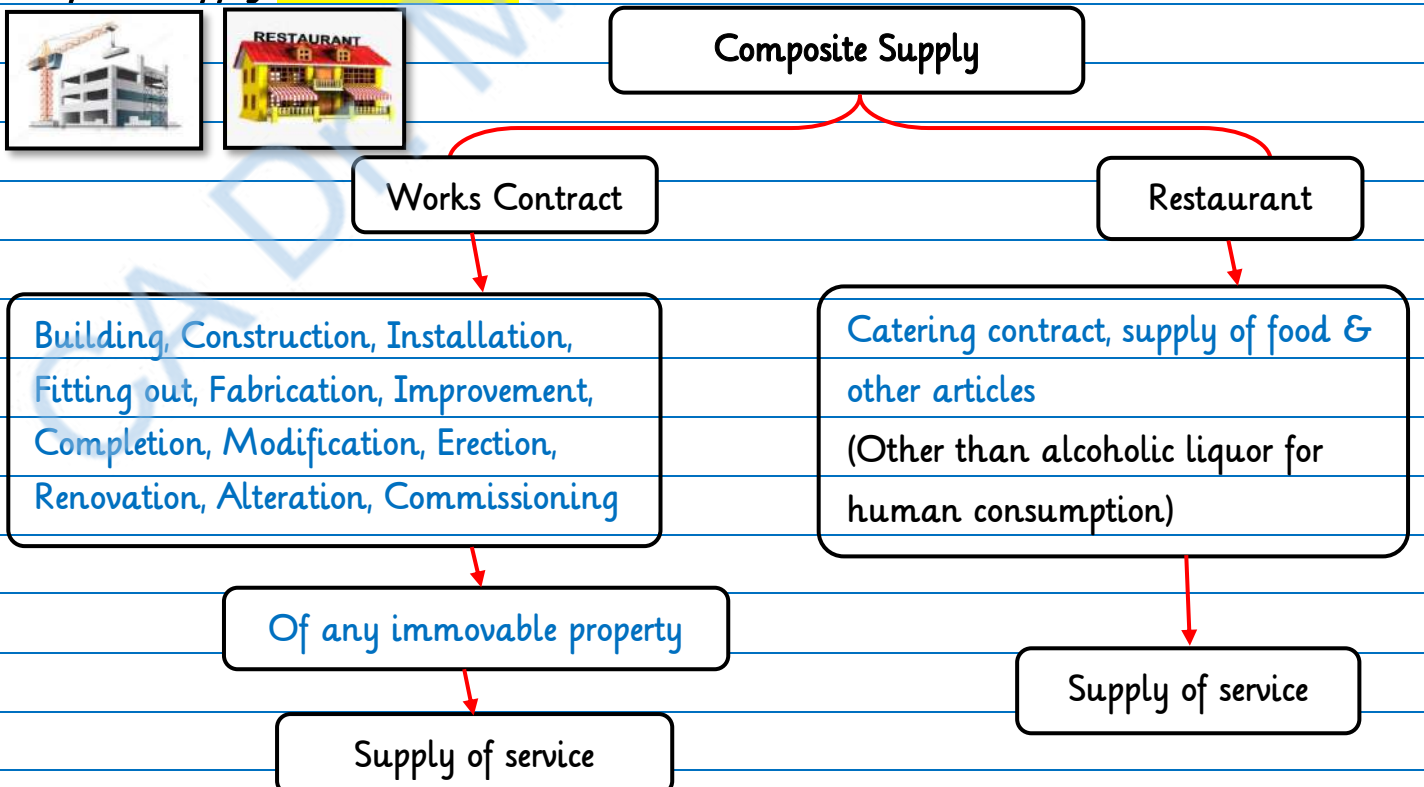 RESTAURANT
Composite Supply
Works Contract
Restaurant
Building, Construction, Installation,
Fitting out, Fabrication, Improvement,
Completion, Modification, Erection,
Renovation, Alteration, Commissioning
Catering contract, supply of food &
other articles
(Other than alcoholic liquor for
human consumption)
Of any immovable property
Supply of service
Supply of service
CA Dr M